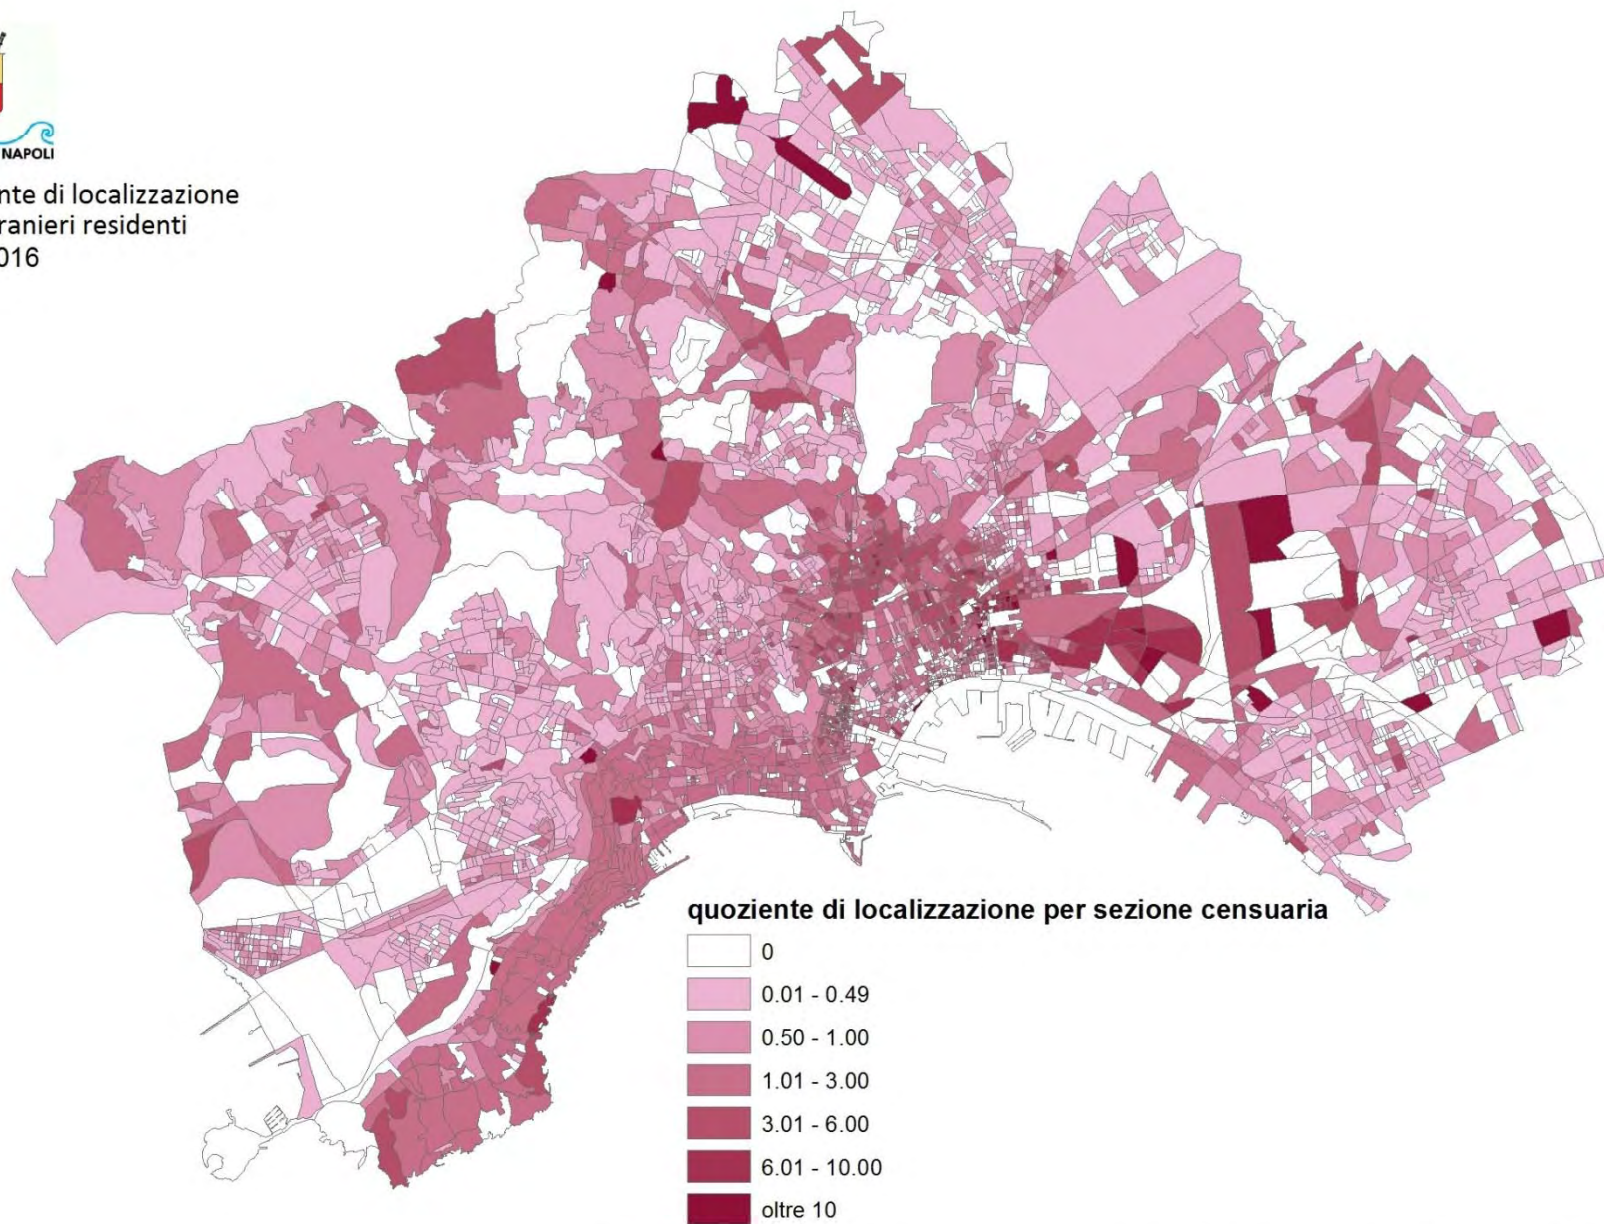 NAPOLI
nte di localizzazione
ranieri residenti
016
quoziente di localizzazione per sezione censuaria
0
0.01 - 0.49
0.50 - 1.00
1.01 - 3.00
3.01 - 6.00
6.01 - 10.00
oltre 10